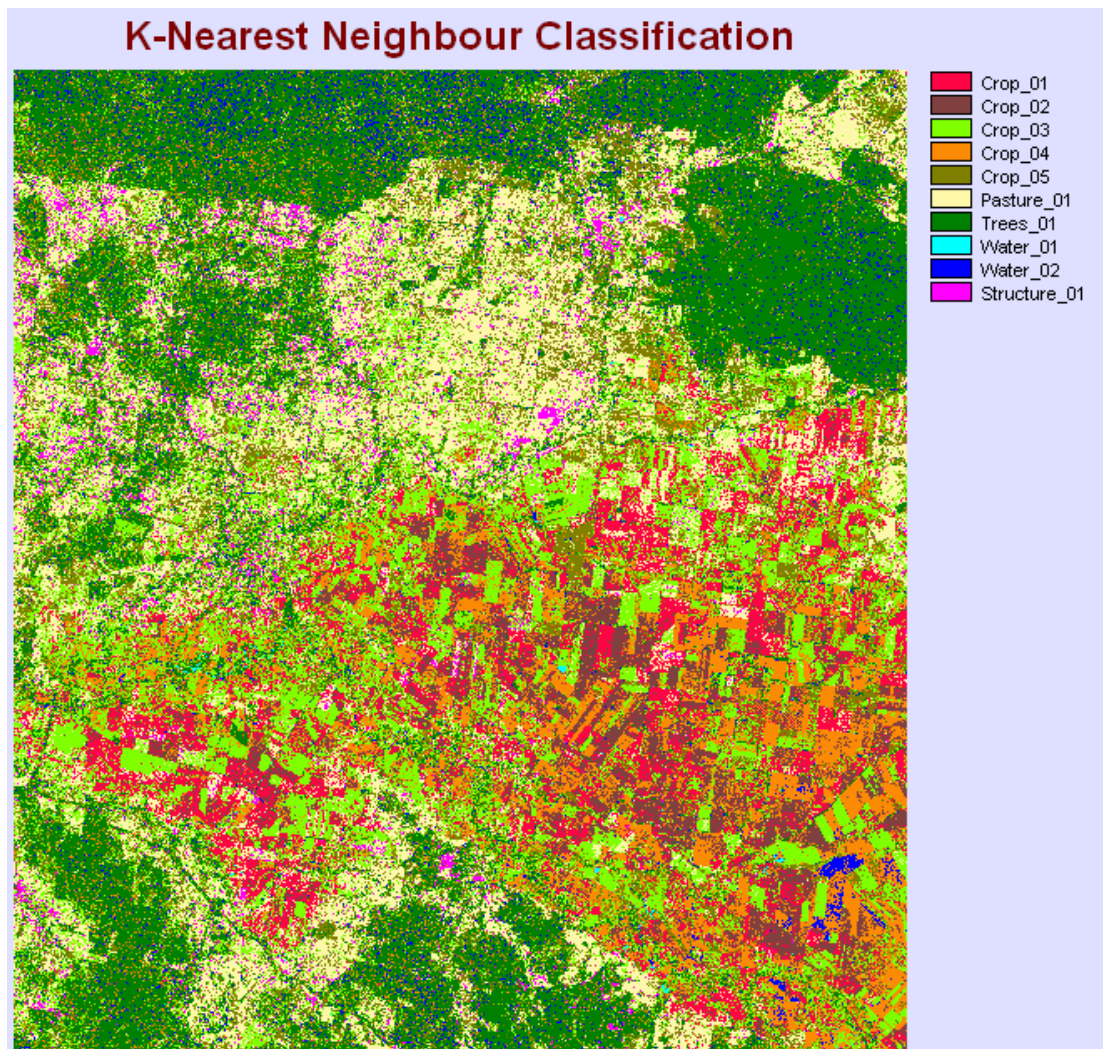 K-Nearest Neighbour Classification
Crop_01
Crop_02
Crop_03
Crop_04
Crop_05
Pasture_01
Trees_01
Water_01
Water_02
Structure_01